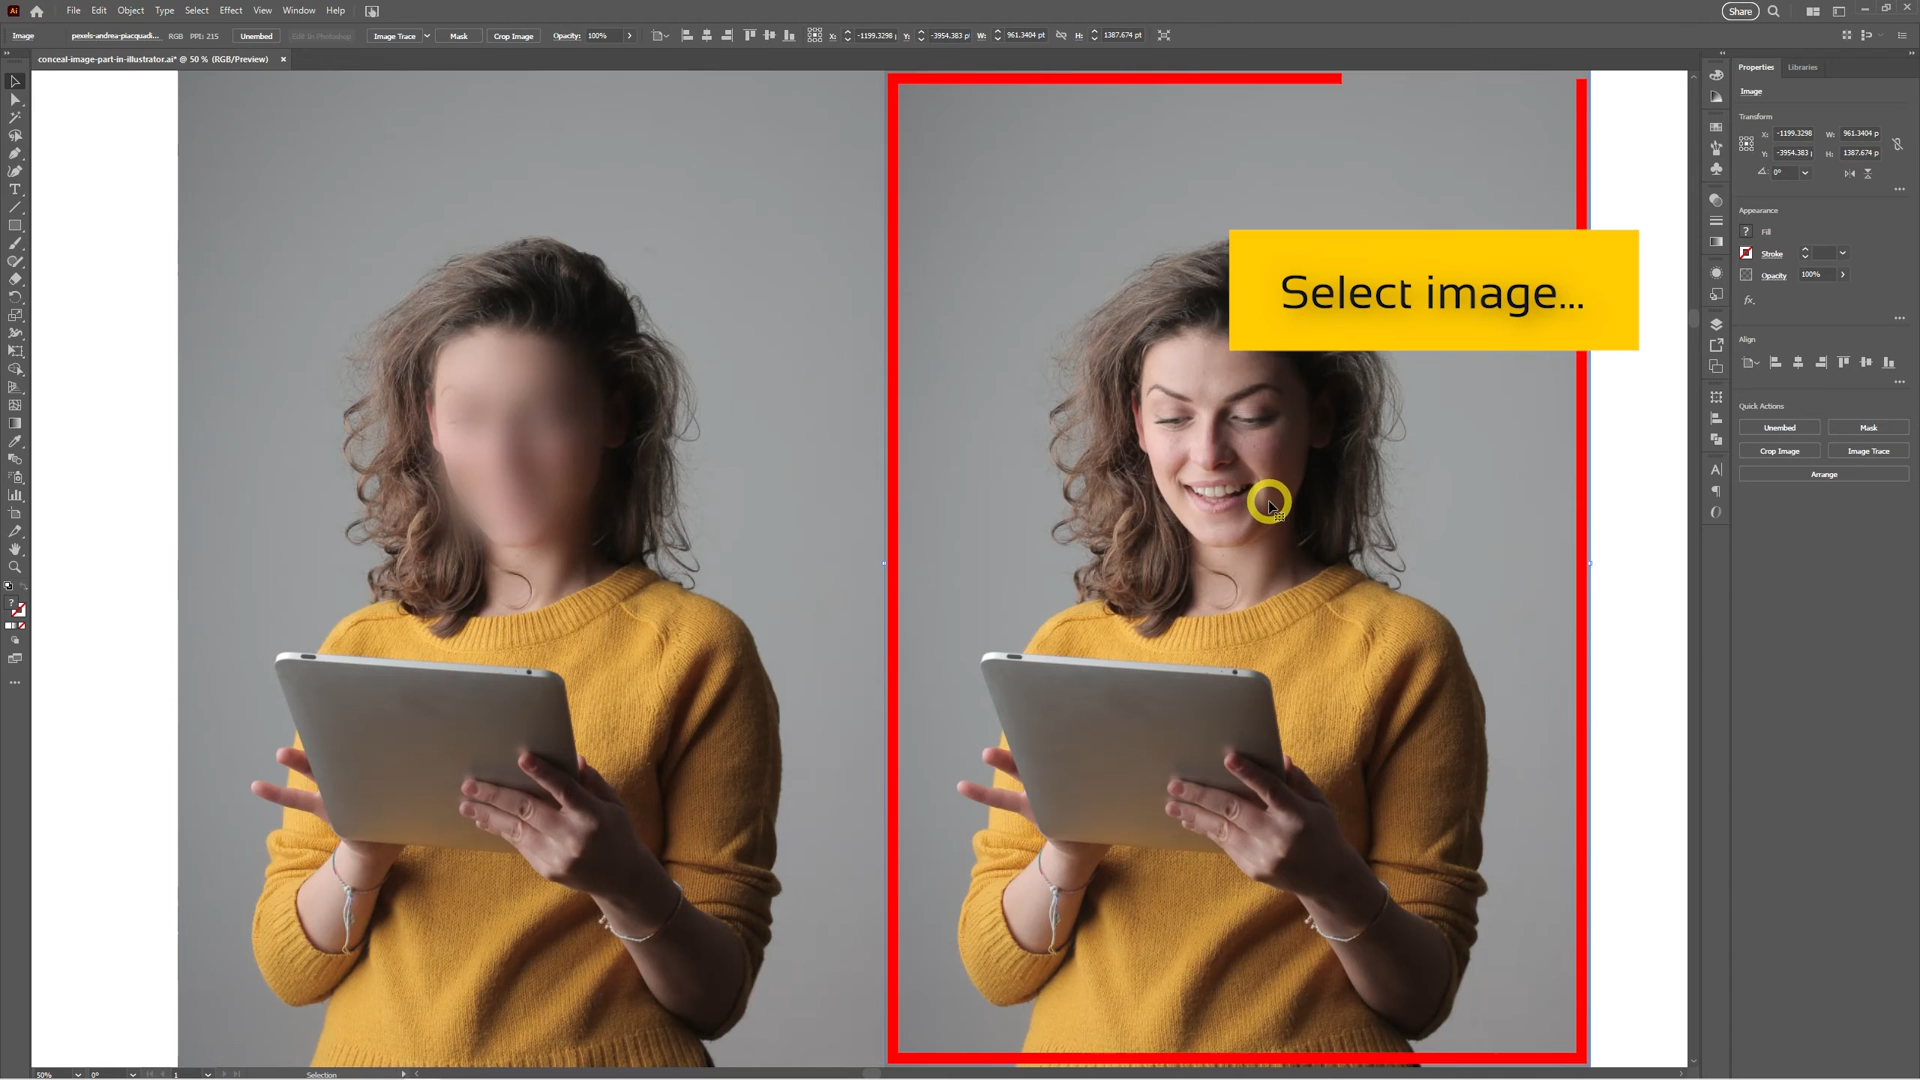 Ai File Edit Object Type Select Effect View Window Help Share
Image pexels-andrea-piacquadi... RGB PPI: 215 Unembed Edit In Photoshop Image Trace Mask Crop Image Opacity: 100% X: -1199.3298 Y: -3954.383 W: 961.3404 pt H: 1387.674 pt
conceal-image-part-in-illustrator.ai* @ 50 % (RGB/Preview) ×
Properties Libraries
Image
Transform
X: -1199.3298 W: 961.3404 p
Y: -3954.383 H: 1387.674 p
0°
Appearance
? Fill
Stroke
Opacity 100%
fx.
Align
Quick Actions
Unembed Mask
Crop Image Image Trace
Arrange
Select image...
50% 0° 1 Selection